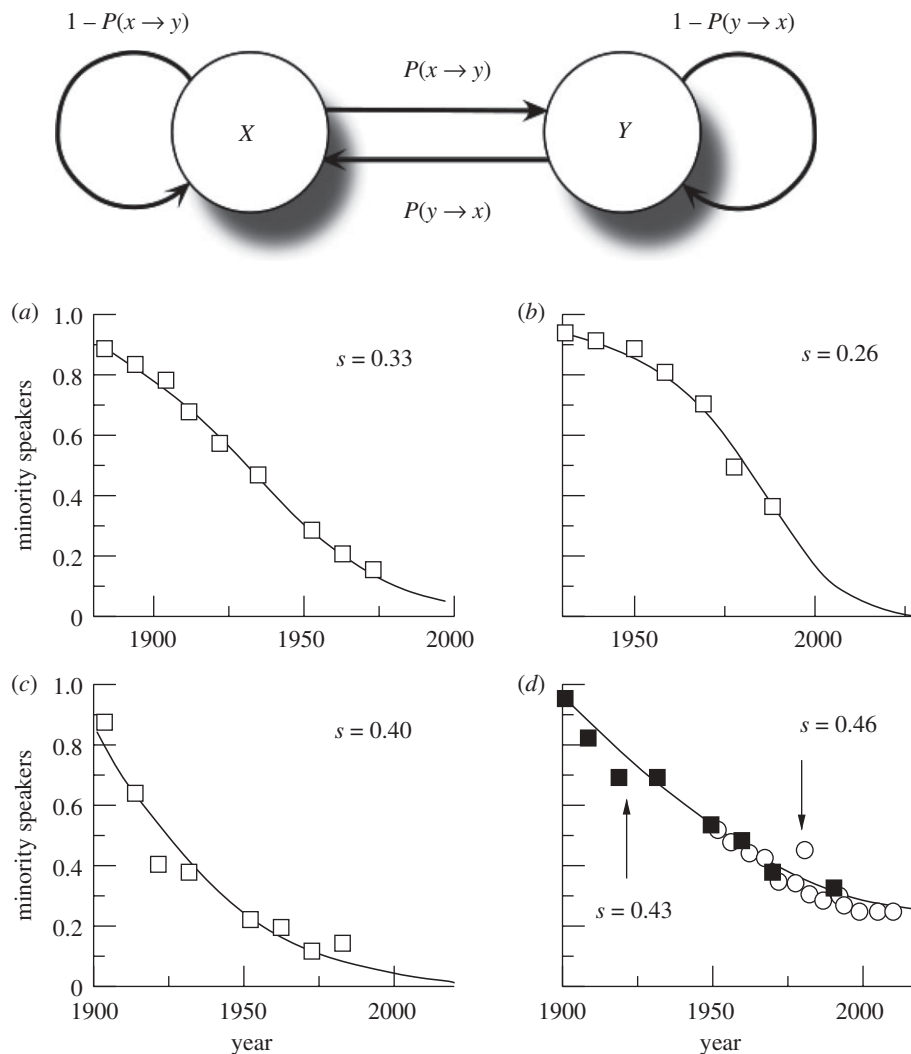 1 – P(x → y)
1 – P(y → x)
P(x → y)
X
Y
P(y → x)
(a)
1.0
0.8
0.6
0.4
0.2
0
minority speakers
s = 0.33
1900
1950
2000
(b)
s = 0.26
1950
2000
(c)
1.0
0.8
0.6
0.4
0.2
0
minority speakers
s = 0.40
1900
1950
2000
year
(d)
s = 0.46
s = 0.43
1900
1950
2000
year